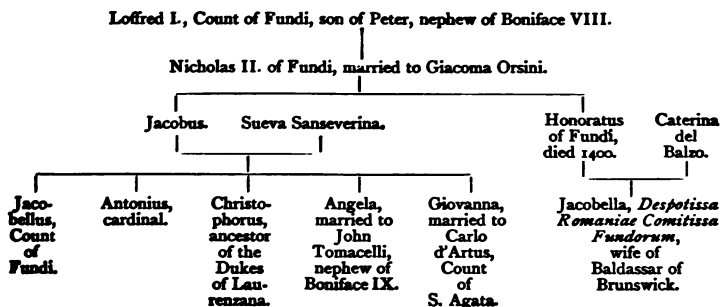 Loffred I., Count of Fundi, son of Peter, nephew of Boniface VIII.
Nicholas II. of Fundi, married to Giacoma Orsini.
Jacobus. Sueva Sanseverina.
Honoratus
of Fundi,
died 1400.
Caterina
del
Balzo.
Jaco-
bellus,
Count
of
Fundi.
Antonius,
cardinal.
Christo-
phorus,
ancestor
of the
Dukes
of Lau-
renzana.
Angela,
married to
John
Tomacelli,
nephew of
Boniface IX.
Giovanna,
married to
Carlo
d'Artus,
Count
of
S. Agata.
Jacobella, Despotissa
Romaniae Comitissa
Fundorum,
wife of
Baldassar of
Brunswick.